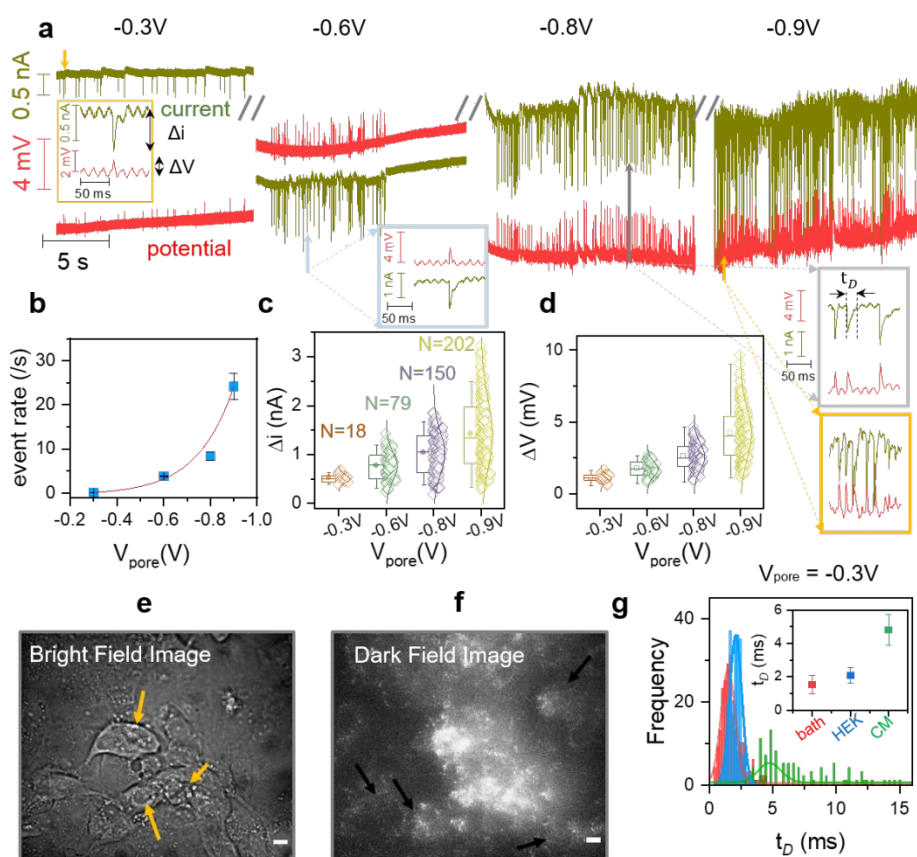 a
-0.3V
-0.6V
-0.8V
-0.9V
0.5 nA
4 mV
0.5 nA
2 mV
current
Δi
ΔV
50 ms
5 s
potential
4 mV
1 nA
50 ms
t_D
4 mV
1 nA
50 ms
b
event rate (/s)
30
20
10
0
-0.2 -0.4 -0.6 -0.8 -1.0
V_pore(V)
c
Δi (nA)
4
3
2
1
0
N=18
N=79
N=150
N=202
-0.3V -0.6V -0.8V -0.9V
V_pore(V)
d
ΔV (mV)
10
5
0
-0.3V -0.6V -0.8V -0.9V
V_pore(V)
e
Bright Field Image
f
Dark Field Image
g
V_pore = -0.3V
Frequency
40
20
0
0 5 10 15
t_D (ms)
t_D (ms)
6
4
2
0
bath HEK CM